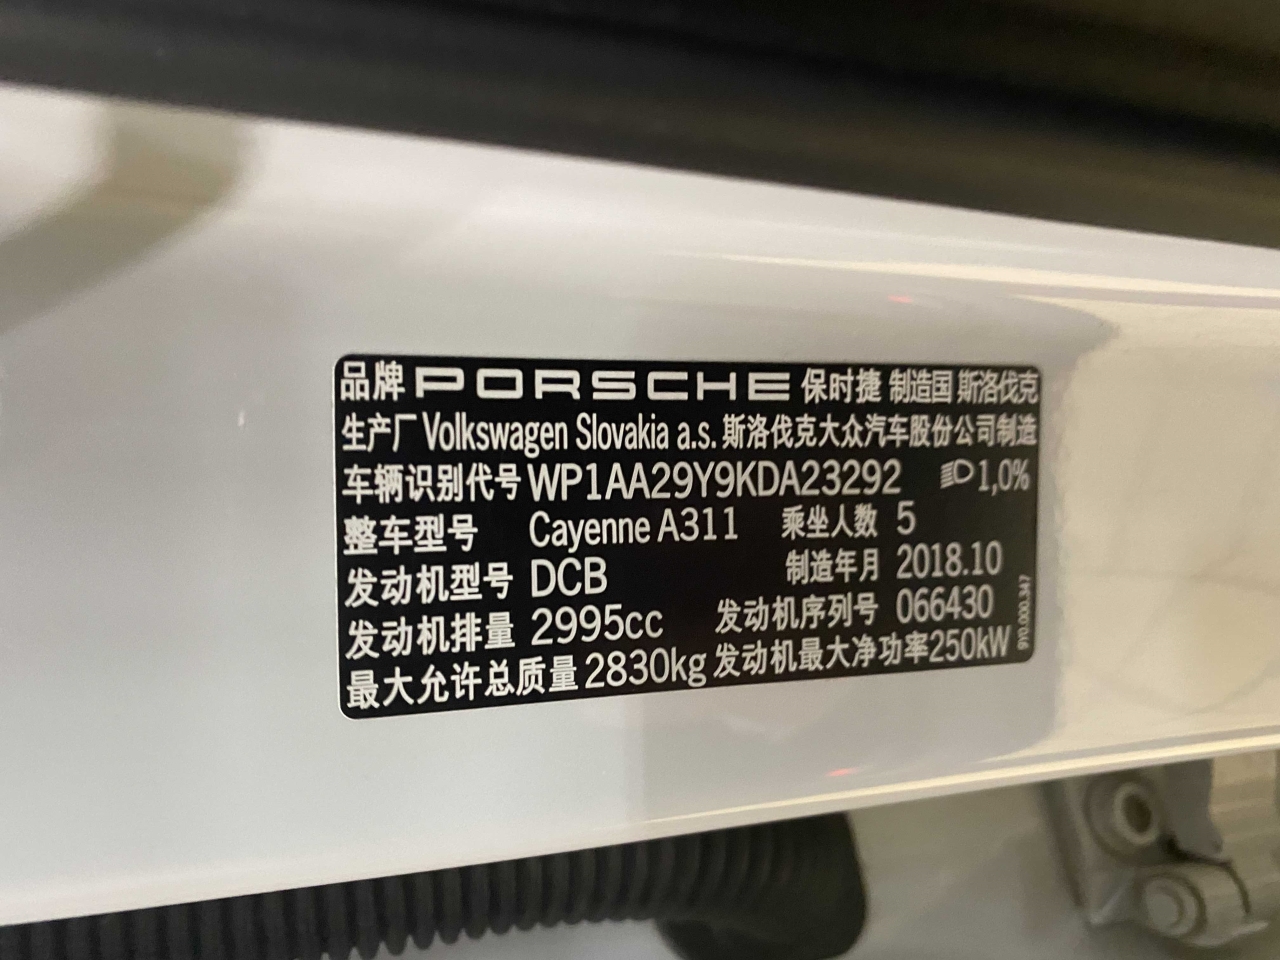 品牌 PORSCHE 保时捷 制造国 斯洛伐克
生产厂 Volkswagen Slovakia a.s. 斯洛伐克大众汽车股份公司制造
车辆识别代号 WP1AA29Y9KDA23292 1,0%
整车型号 Cayenne A311 乘坐人数 5
发动机型号 DCB 制造年月 2018.10
发动机排量 2995cc 发动机序列号 066430
最大允许总质量 2830kg 发动机最大净功率 250kW
9Y0.000.347